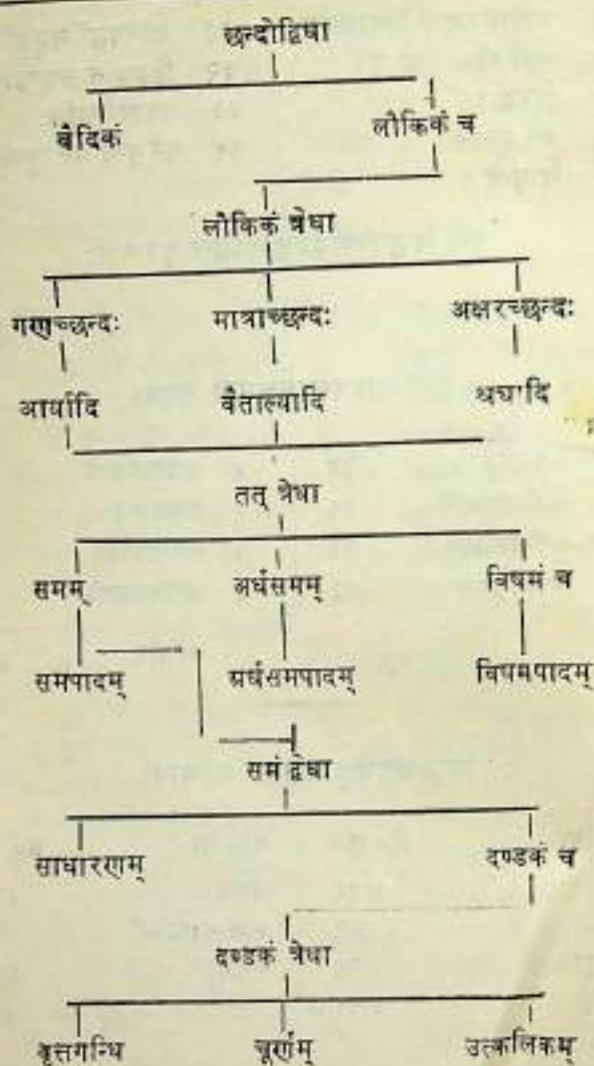 छन्दोद्विधा
वैदिकं लौकिकं च
लौकिकं त्रेधा
गणच्छन्दः मात्राच्छन्दः अक्षरच्छन्दः
आर्यादि वैताल्यादि
तत् त्रेधा
समम् अर्धसमम् विषमं च
समपादम् अर्धसमपादम् विषमपादम्
समं द्वेधा
साधारणम् दण्डकं च
दण्डकं त्रेधा
वृत्तगन्धि चूर्णम् उत्कलिकम्